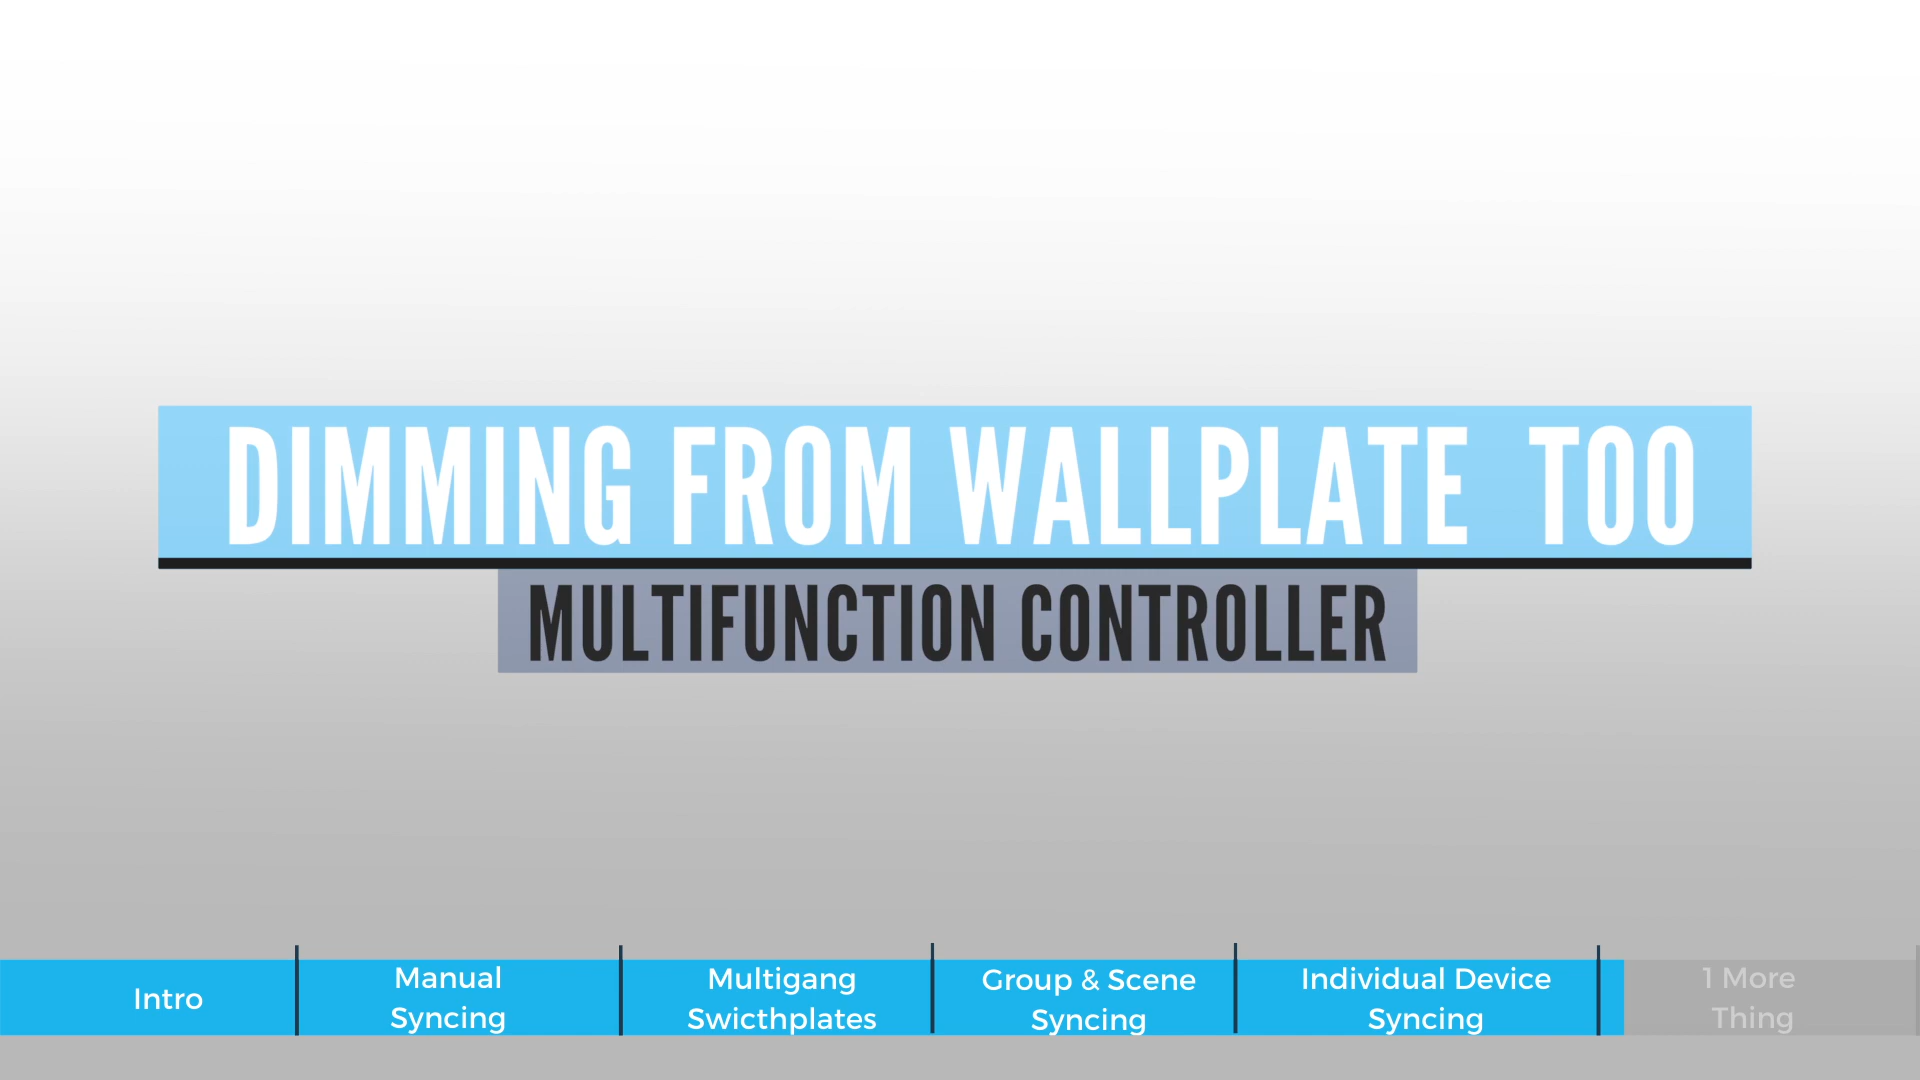 DIMMING FROM WALLPLATE TOO
MULTIFUNCTION CONTROLLER
Intro
Manual
Syncing
Multigang
Swicthplates
Group & Scene
Syncing
Individual Device
Syncing
1 More
Thing